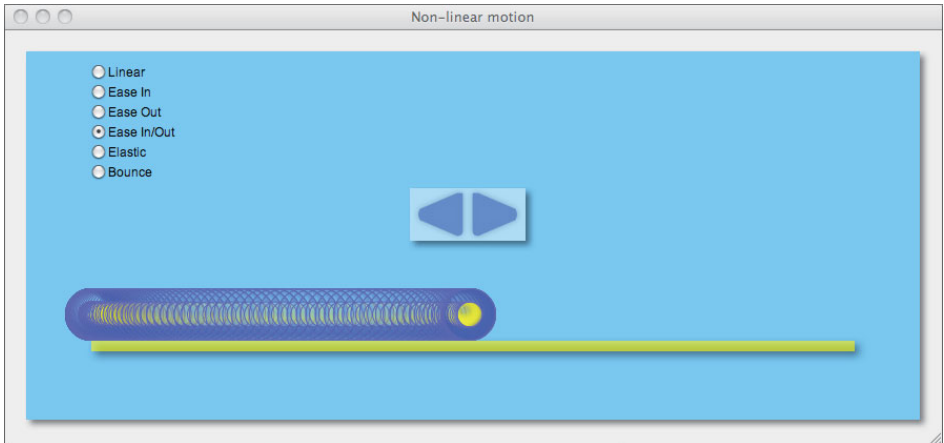 Non-linear motion
Linear
Ease In
Ease Out
Ease In/Out
Elastic
Bounce